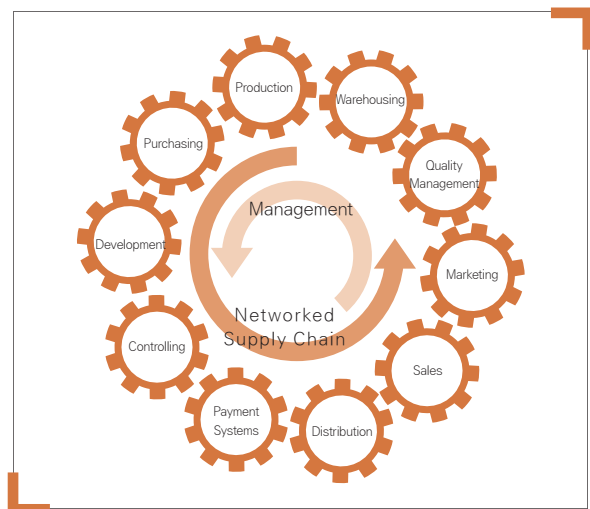 Production
Warehousing
Purchasing
Quality
Management
Management
Development
Marketing
Networked
Supply Chain
Controlling
Sales
Payment
Systems
Distribution